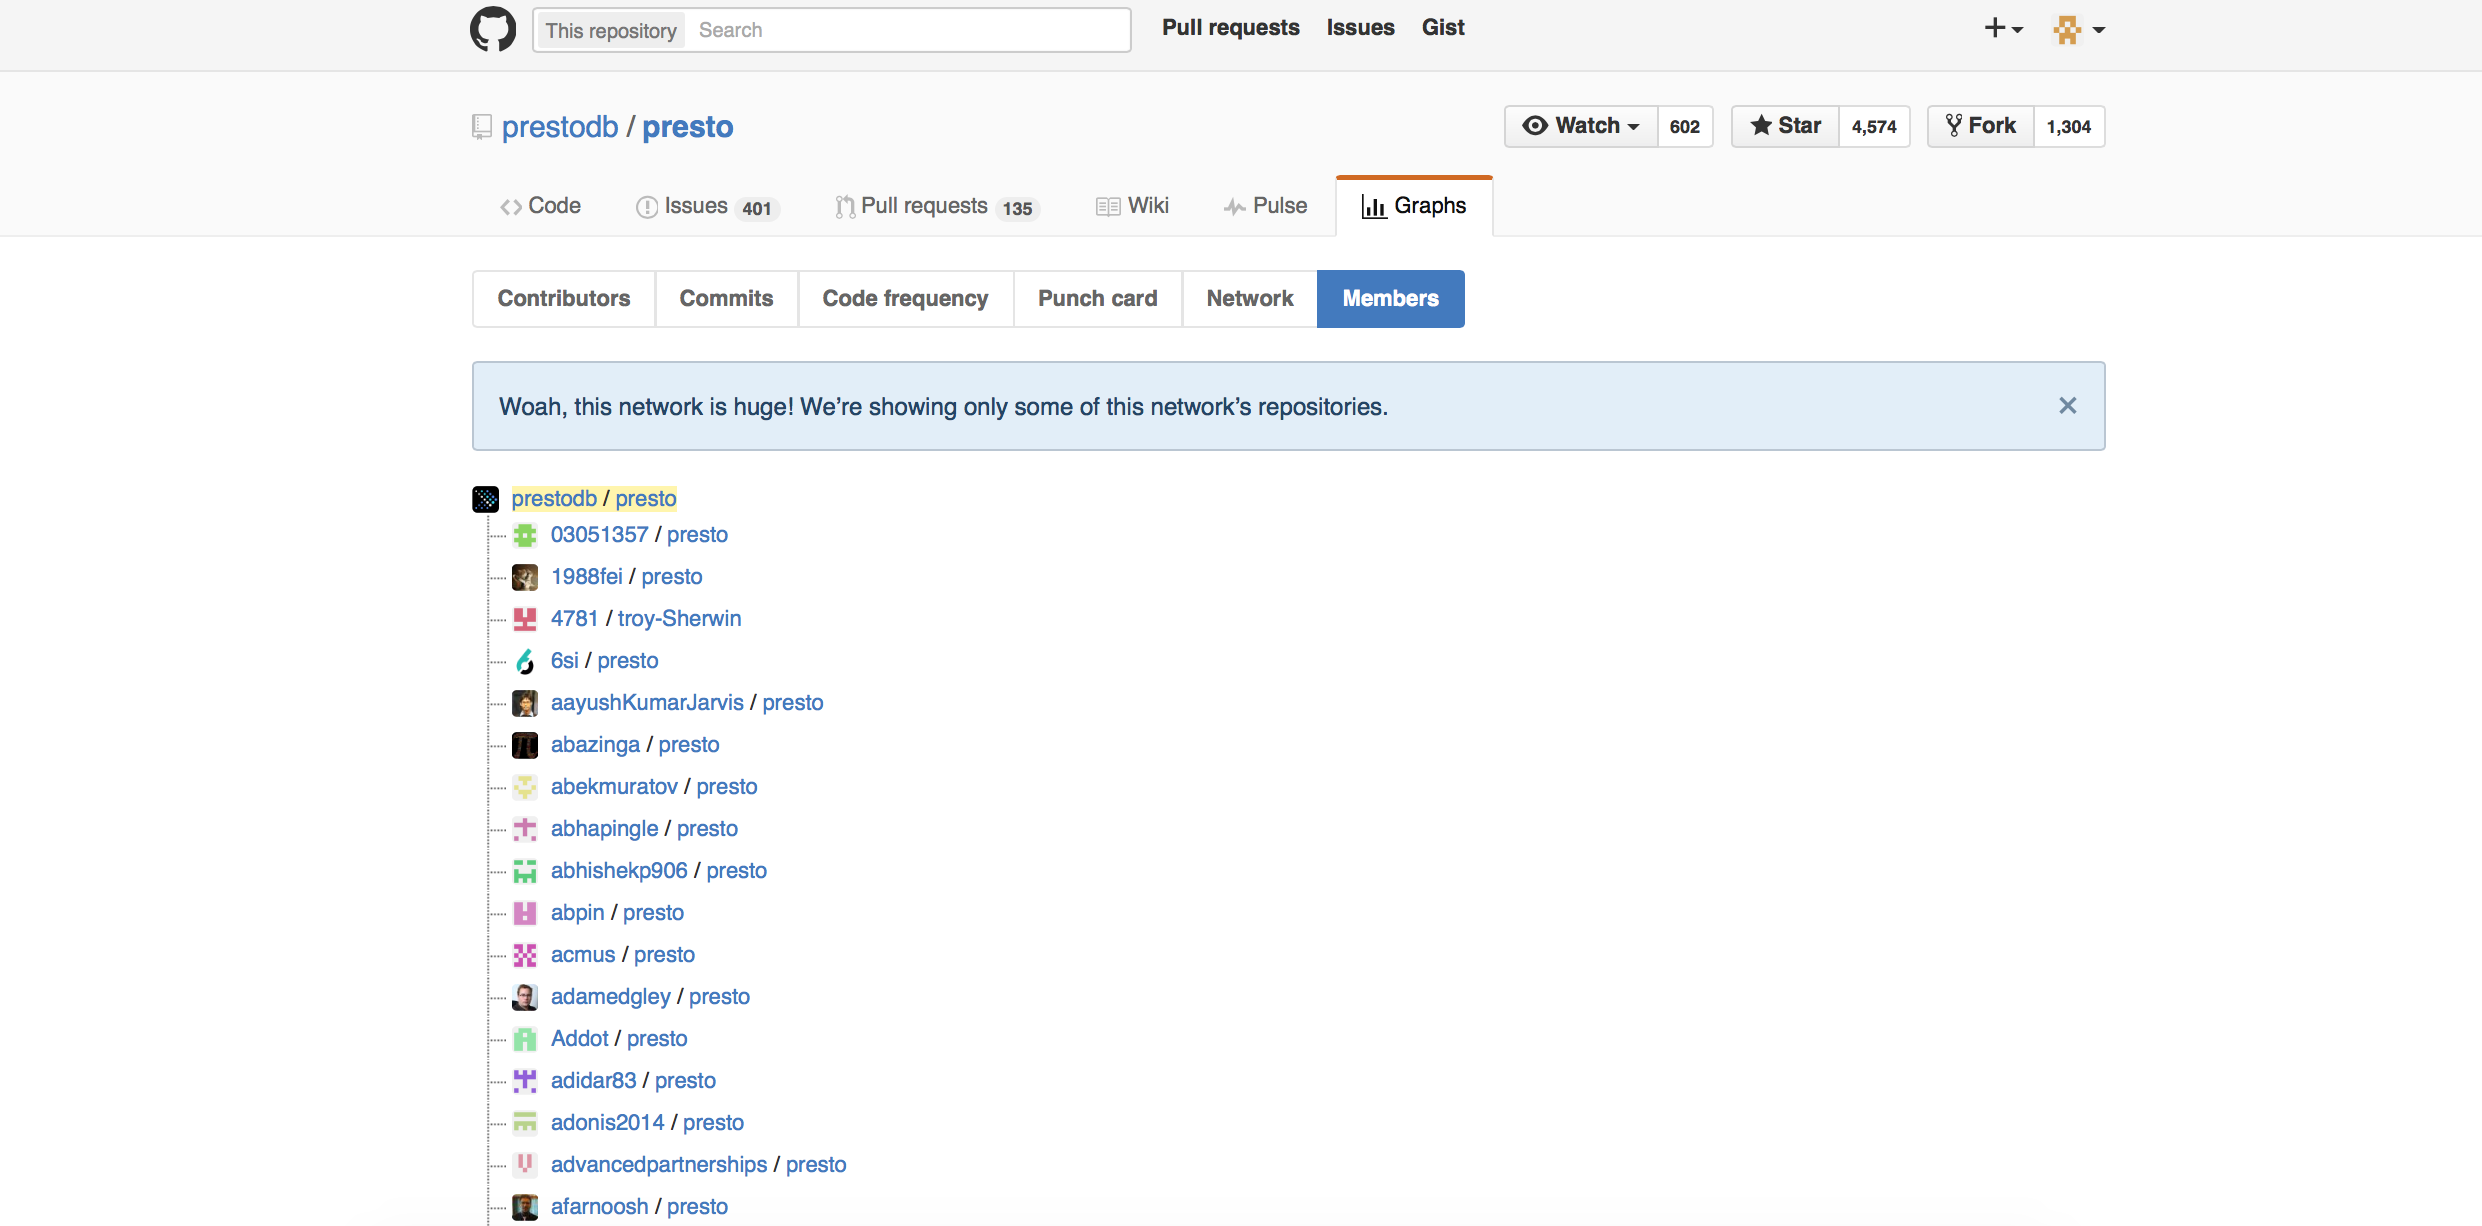 This repository Search Pull requests Issues Gist
prestodb / presto Watch 602 Star 4,574 Fork 1,304
Code Issues 401 Pull requests 135 Wiki Pulse Graphs
Contributors Commits Code frequency Punch card Network Members
Woah, this network is huge! We’re showing only some of this network’s repositories.
prestodb / presto
03051357 / presto
1988fei / presto
4781 / troy-Sherwin
6si / presto
aayushKumarJarvis / presto
abazinga / presto
abekmuratov / presto
abhapingle / presto
abhishekp906 / presto
abpin / presto
acmus / presto
adamedgley / presto
Addot / presto
adidar83 / presto
adonis2014 / presto
advancedpartnerships / presto
afarnoosh / presto